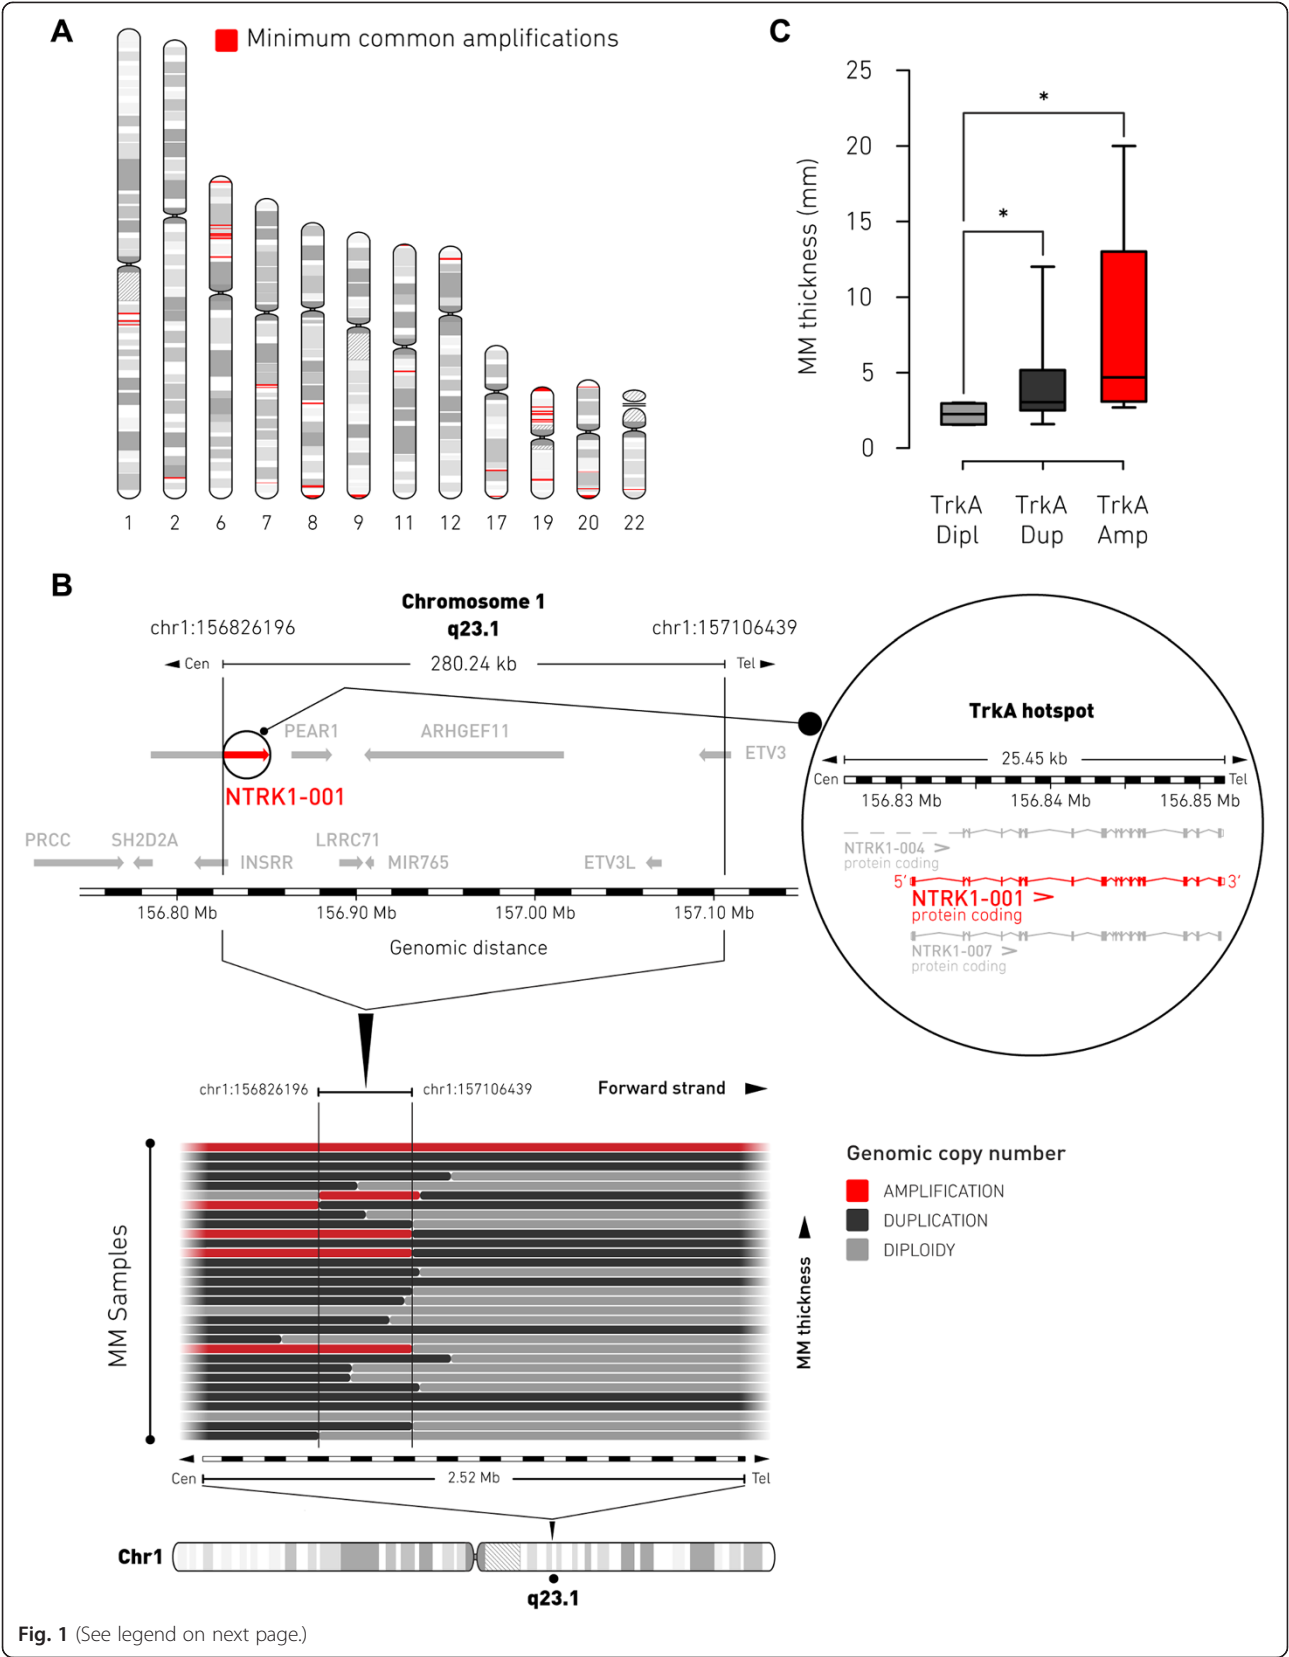 A
Minimum common amplifications
1 2 6 7 8 9 11 12 17 19 20 22
C
MM thickness (mm)
25
20
15
10
5
0
*
*
TrkA Dipl
TrkA Dup
TrkA Amp
B
Chromosome 1
q23.1
chr1:156826196
chr1:157106439
Cen
280.24 kb
Tel
PEAR1
ARHGEF11
ETV3
NTRK1-001
PRCC
SH2D2A
INSRR
LRRC71
MIR765
ETV3L
156.80 Mb
156.90 Mb
157.00 Mb
157.10 Mb
Genomic distance
TrkA hotspot
25.45 kb
Cen
Tel
156.83 Mb
156.84 Mb
156.85 Mb
NTRK1-004 >
protein coding
5'
3'
NTRK1-001 >
protein coding
NTRK1-007 >
protein coding
chr1:156826196
chr1:157106439
Forward strand
MM Samples
MM thickness
Genomic copy number
AMPLIFICATION
DUPLICATION
DIPLOIDY
Cen
2.52 Mb
Tel
Chr1
q23.1
Fig. 1 (See legend on next page.)